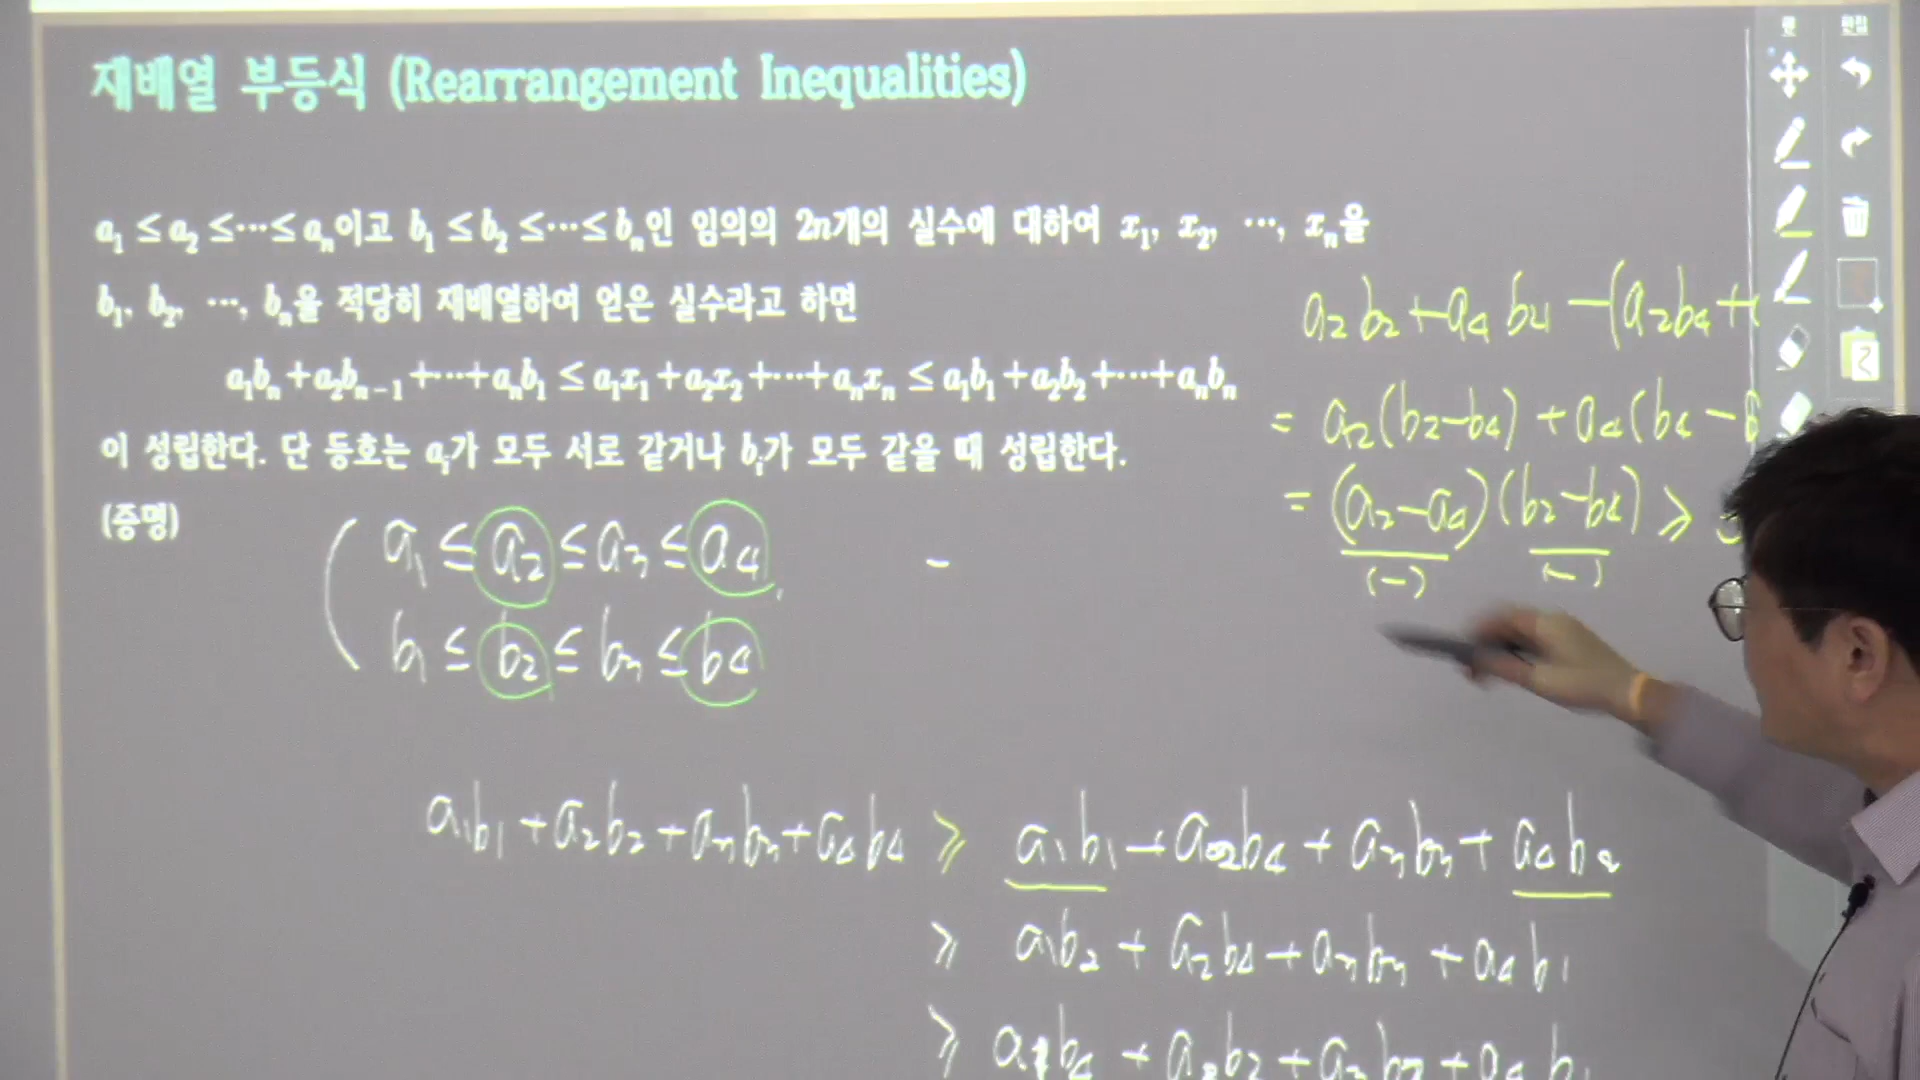 펜
편집
재배열 부등식 (Rearrangement Inequalities)
a₁ ≤ a₂ ≤ ⋯ ≤ aₙ이고 b₁ ≤ b₂ ≤ ⋯ ≤ bₙ인 임의의 2n개의 실수에 대하여 x₁, x₂, ⋯, xₙ을
b₁, b₂, ⋯, bₙ을 적당히 재배열하여 얻은 실수라고 하면
a₁bₙ + a₂bₙ₋₁ + ⋯ + aₙb₁ ≤ a₁x₁ + a₂x₂ + ⋯ + aₙxₙ ≤ a₁b₁ + a₂b₂ + ⋯ + aₙbₙ
이 성립한다. 단 등호는 aᵢ가 모두 서로 같거나 bᵢ가 모두 같을 때 성립한다.
(증명)
a₁ ≤ a₂ ≤ a₃ ≤ a₄
b₁ ≤ b₂ ≤ b₃ ≤ b₄
a₂b₂ + a₄b₄ − (a₂b₄ +
= a₂(b₂ − b₄) + a₄(b₄ −
= (a₂ − a₄)(b₂ − b₄) ≥
(−) (−)
a₁b₁ + a₂b₂ + a₃b₃ + a₄b₄ ≥ a₁b₁ + a₂b₄ + a₃b₃ + a₄b₂
≥ a₁b₂ + a₂b₄ + a₃b₃ + a₄b₁
≥ a₁b₄ + a₂b₂ + a₃b₃ + a₄b₁